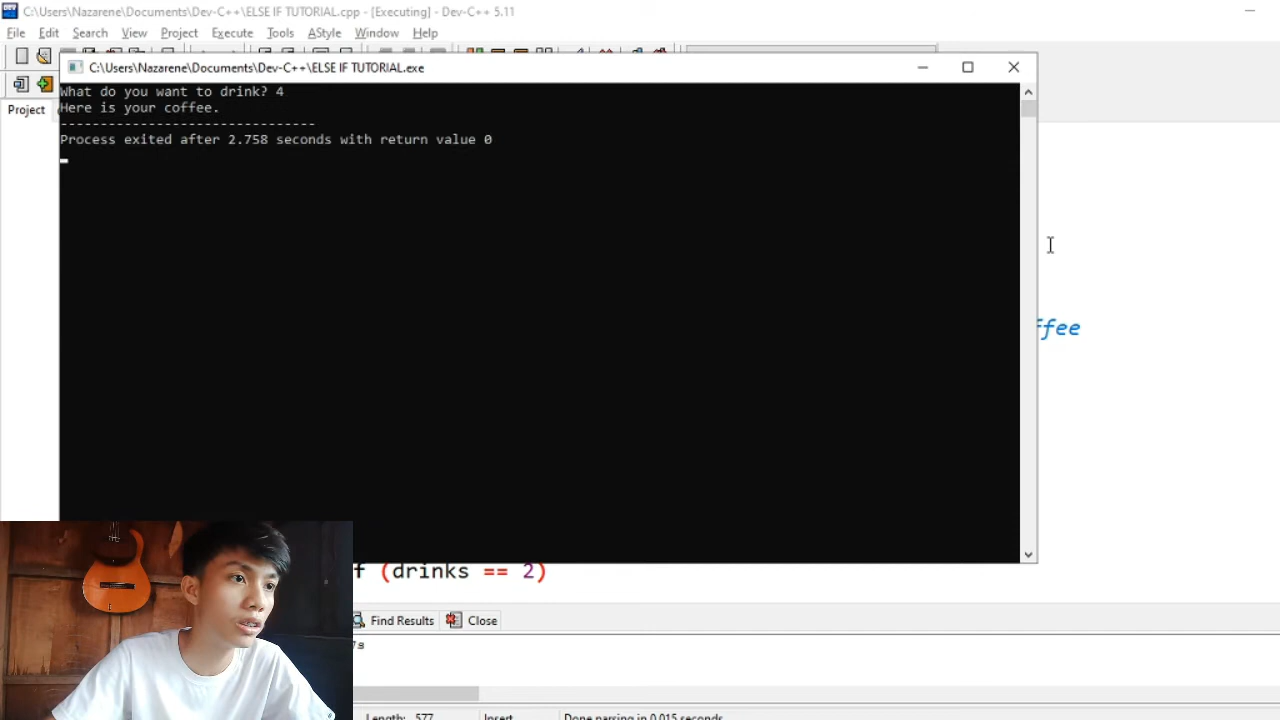 C:\Users\Nazarene\Documents\Dev-C++\ELSE IF TUTORIAL.cpp - [Executing] - Dev-C++ 5.11
File Edit Search View Project Execute Tools AStyle Window Help
C:\Users\Nazarene\Documents\Dev-C++\ELSE IF TUTORIAL.exe
Project
What do you want to drink? 4
Here is your coffee.
--------------------------------
Process exited after 2.758 seconds with return value 0
ffee
f (drinks == 2)
Find Results Close
Length: 577 Insert Done parsing in 0.015 seconds